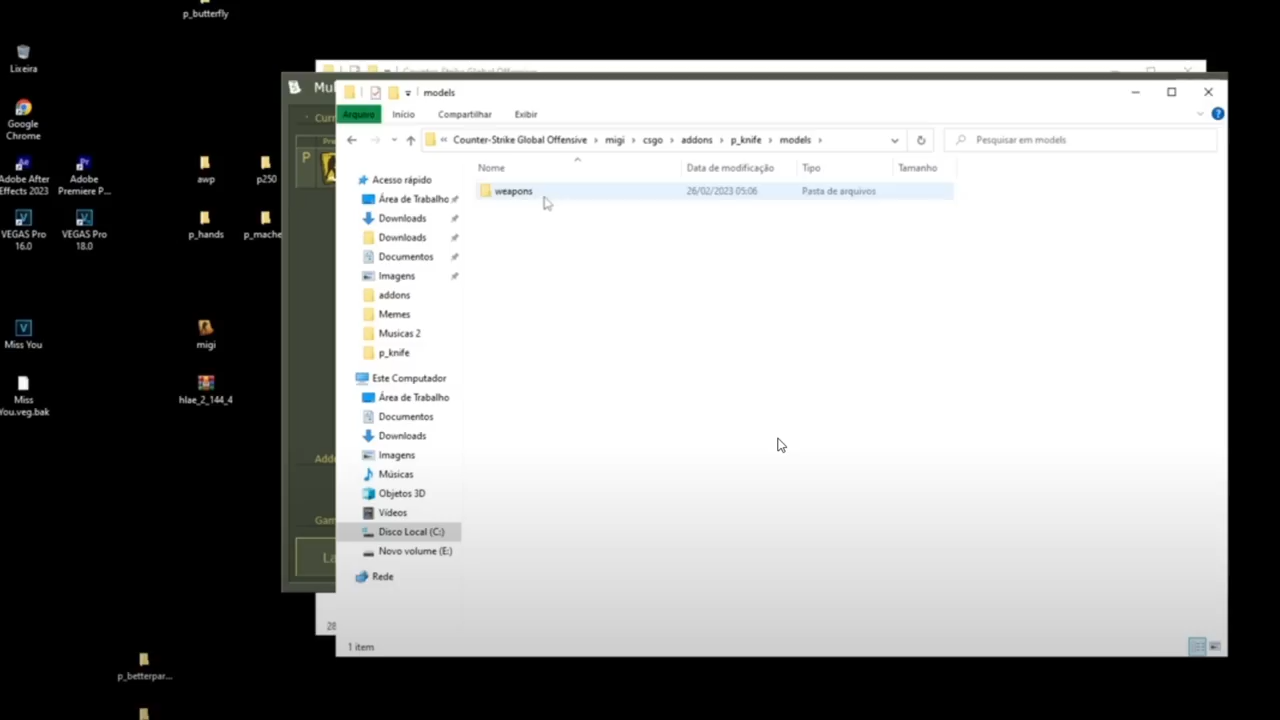 p_butterfly
Lixeira
Google
Chrome
Adobe After
Effects 2023
Adobe
Premiere P...
awp
p250
VEGAS Pro
16.0
VEGAS Pro
18.0
p_hands
p_mache
Miss You
migi
Miss
You.veg.bak
hlae_2_144_4
p_betterpar...
Counter-Strike Global Offensive
models
Arquivo Início Compartilhar Exibir
« Counter-Strike Global Offensive › migi › csgo › addons › p_knife › models ›
Pesquisar em models
Nome Data de modificação Tipo Tamanho
weapons 26/02/2023 05:06 Pasta de arquivos
Acesso rápido
Área de Trabalho
Downloads
Downloads
Documentos
Imagens
addons
Memes
Musicas 2
p_knife
Este Computador
Área de Trabalho
Documentos
Downloads
Imagens
Músicas
Objetos 3D
Vídeos
Disco Local (C:)
Novo volume (E:)
Rede
1 item
P
28